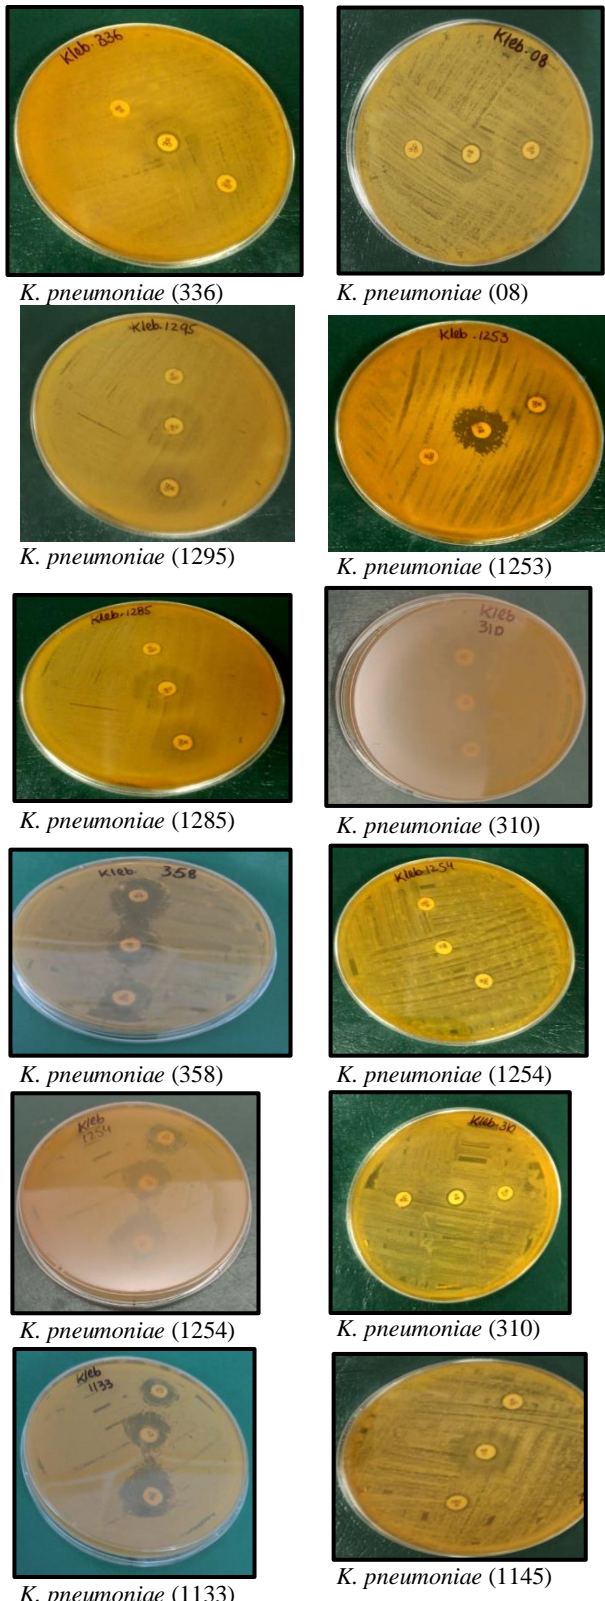 Kleb. 336
Kleb. 08
K. pneumoniae (336)
K. pneumoniae (08)
Kleb. 1295
Kleb. 1253
K. pneumoniae (1295)
K. pneumoniae (1253)
Kleb. 1285
Kleb
310
K. pneumoniae (1285)
K. pneumoniae (310)
Kleb. 358
Kleb. 1254
K. pneumoniae (358)
K. pneumoniae (1254)
Kleb
1254
Kleb. 310
K. pneumoniae (1254)
K. pneumoniae (310)
Kleb
1133
K. pneumoniae (1133)
K. pneumoniae (1145)